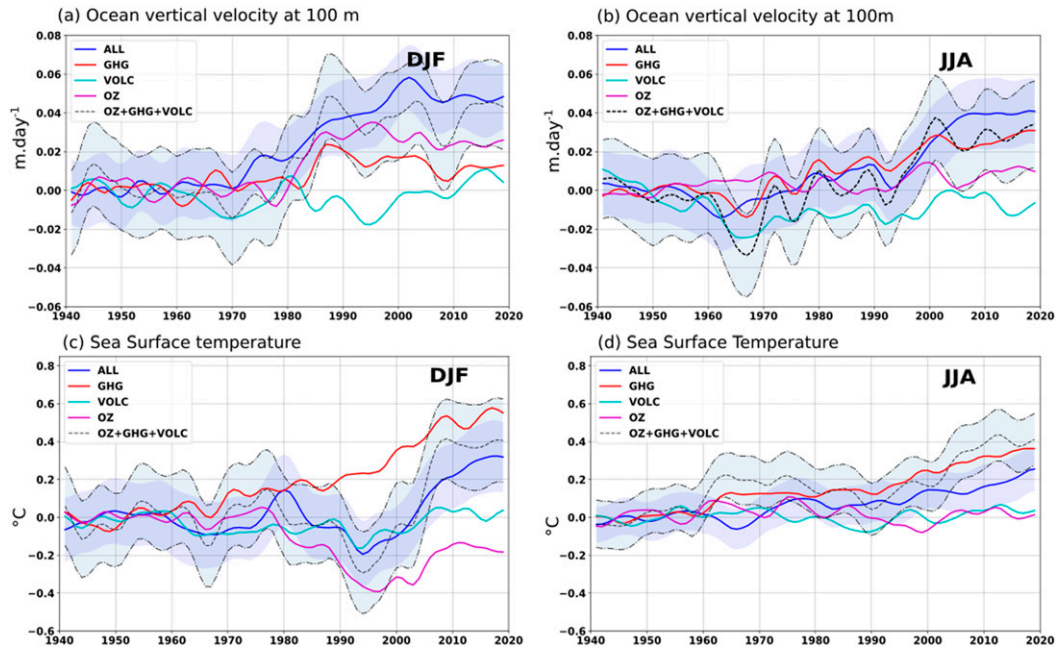 (a) Ocean vertical velocity at 100 m
DJF
ALL
GHG
VOLC
OZ
OZ+GHG+VOLC
m.day-1
0.08
0.06
0.04
0.02
0.00
−0.02
−0.04
−0.06
1940 1950 1960 1970 1980 1990 2000 2010 2020
(b) Ocean vertical velocity at 100m
JJA
ALL
GHG
VOLC
OZ
OZ+GHG+VOLC
m.day-1
0.08
0.06
0.04
0.02
0.00
−0.02
−0.04
−0.06
1940 1950 1960 1970 1980 1990 2000 2010 2020
(c) Sea Surface temperature
DJF
ALL
GHG
VOLC
OZ
OZ+GHG+VOLC
°C
0.8
0.6
0.4
0.2
0.0
−0.2
−0.4
−0.6
1940 1950 1960 1970 1980 1990 2000 2010 2020
(d) Sea Surface Temperature
JJA
ALL
GHG
VOLC
OZ
OZ+GHG+VOLC
°C
0.8
0.6
0.4
0.2
0.0
−0.2
−0.4
−0.6
1940 1950 1960 1970 1980 1990 2000 2010 2020